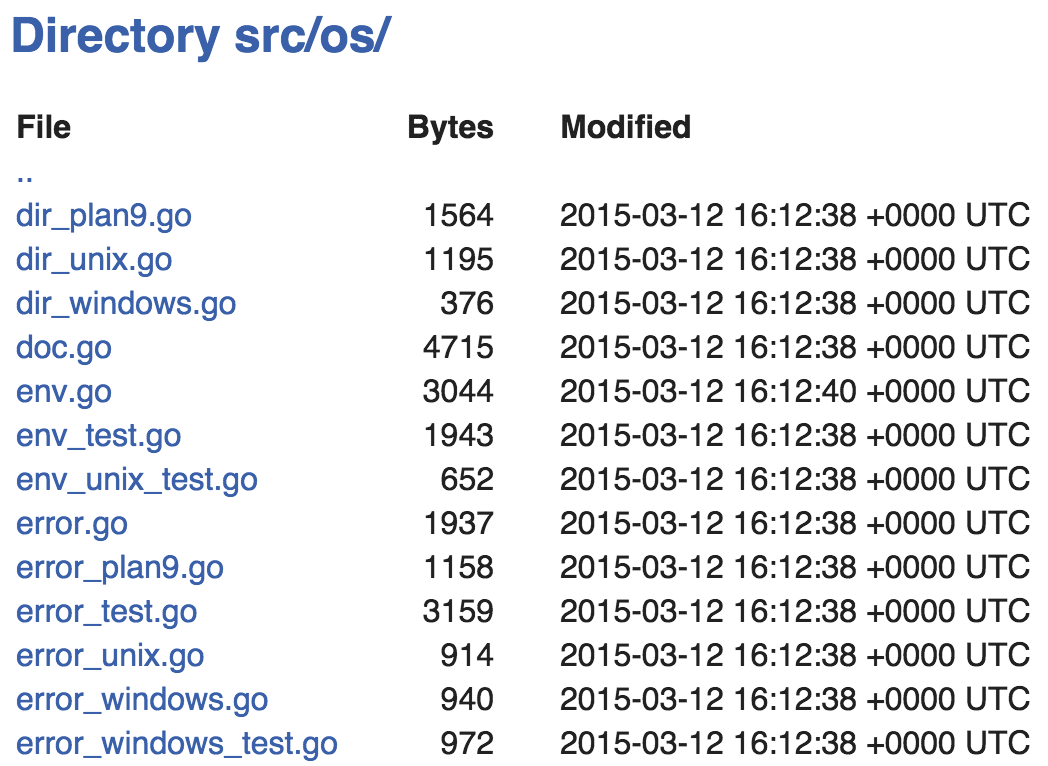 Directory src/os/
File Bytes Modified
..
dir_plan9.go 1564 2015-03-12 16:12:38 +0000 UTC
dir_unix.go 1195 2015-03-12 16:12:38 +0000 UTC
dir_windows.go 376 2015-03-12 16:12:38 +0000 UTC
doc.go 4715 2015-03-12 16:12:38 +0000 UTC
env.go 3044 2015-03-12 16:12:40 +0000 UTC
env_test.go 1943 2015-03-12 16:12:38 +0000 UTC
env_unix_test.go 652 2015-03-12 16:12:38 +0000 UTC
error.go 1937 2015-03-12 16:12:38 +0000 UTC
error_plan9.go 1158 2015-03-12 16:12:38 +0000 UTC
error_test.go 3159 2015-03-12 16:12:38 +0000 UTC
error_unix.go 914 2015-03-12 16:12:38 +0000 UTC
error_windows.go 940 2015-03-12 16:12:38 +0000 UTC
error_windows_test.go 972 2015-03-12 16:12:38 +0000 UTC